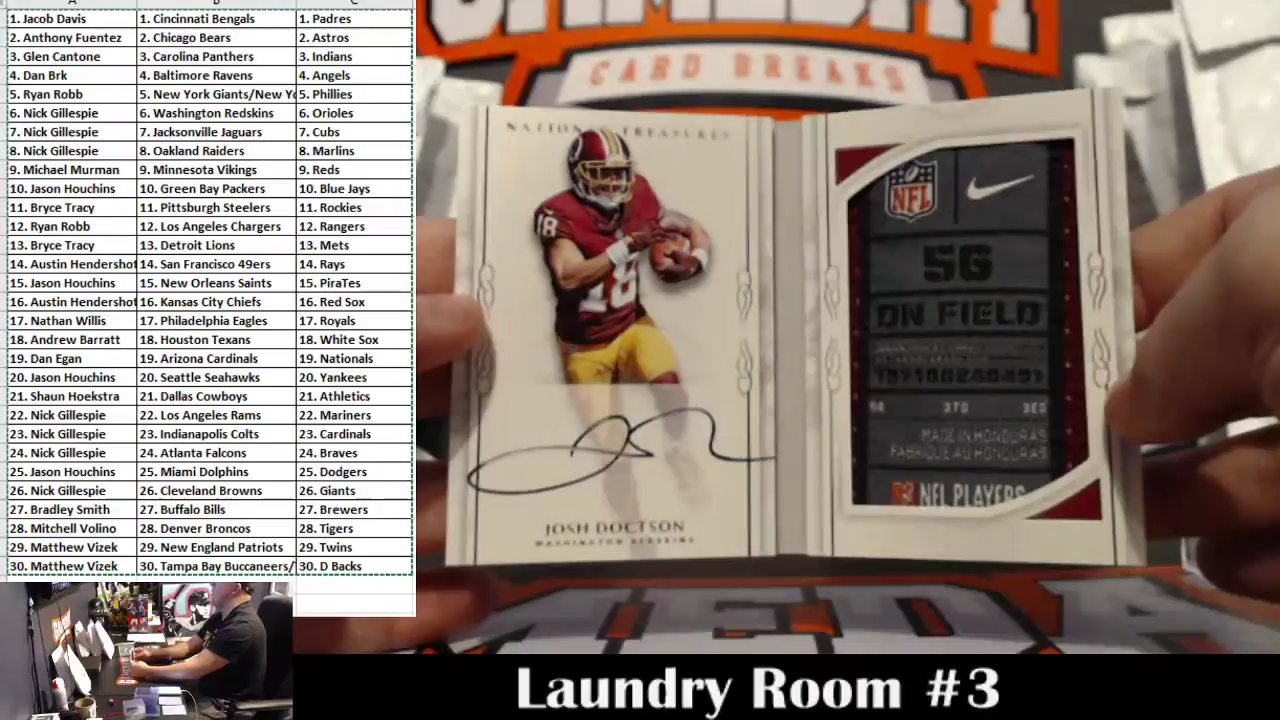 A B C
1. Jacob Davis 1. Cincinnati Bengals 1. Padres
2. Anthony Fuentez 2. Chicago Bears 2. Astros
3. Glen Cantone 3. Carolina Panthers 3. Indians
4. Dan Brk 4. Baltimore Ravens 4. Angels
5. Ryan Robb 5. New York Giants/New Yo 5. Phillies
6. Nick Gillespie 6. Washington Redskins 6. Orioles
7. Nick Gillespie 7. Jacksonville Jaguars 7. Cubs
8. Nick Gillespie 8. Oakland Raiders 8. Marlins
9. Michael Murman 9. Minnesota Vikings 9. Reds
10. Jason Houchins 10. Green Bay Packers 10. Blue Jays
11. Bryce Tracy 11. Pittsburgh Steelers 11. Rockies
12. Ryan Robb 12. Los Angeles Chargers 12. Rangers
13. Bryce Tracy 13. Detroit Lions 13. Mets
14. Austin Hendershot 14. San Francisco 49ers 14. Rays
15. Jason Houchins 15. New Orleans Saints 15. PiraTes
16. Austin Hendershot 16. Kansas City Chiefs 16. Red Sox
17. Nathan Willis 17. Philadelphia Eagles 17. Royals
18. Andrew Barratt 18. Houston Texans 18. White Sox
19. Dan Egan 19. Arizona Cardinals 19. Nationals
20. Jason Houchins 20. Seattle Seahawks 20. Yankees
21. Shaun Hoekstra 21. Dallas Cowboys 21. Athletics
22. Nick Gillespie 22. Los Angeles Rams 22. Mariners
23. Nick Gillespie 23. Indianapolis Colts 23. Cardinals
24. Nick Gillespie 24. Atlanta Falcons 24. Braves
25. Jason Houchins 25. Miami Dolphins 25. Dodgers
26. Nick Gillespie 26. Cleveland Browns 26. Giants
27. Bradley Smith 27. Buffalo Bills 27. Brewers
28. Mitchell Volino 28. Denver Broncos 28. Tigers
29. Matthew Vizek 29. New England Patriots 29. Twins
30. Matthew Vizek 30. Tampa Bay Buccaneers/ 30. D Backs
GAMEDAY
CARD BREAKS
TREASURES
18
18
JOSH DOCTSON
WASHINGTON REDSKINS
NFL
56
ON FIELD
MADE IN HONDURAS
FABRIQUE AU HONDURAS
NFL PLAYERS
Laundry Room #3